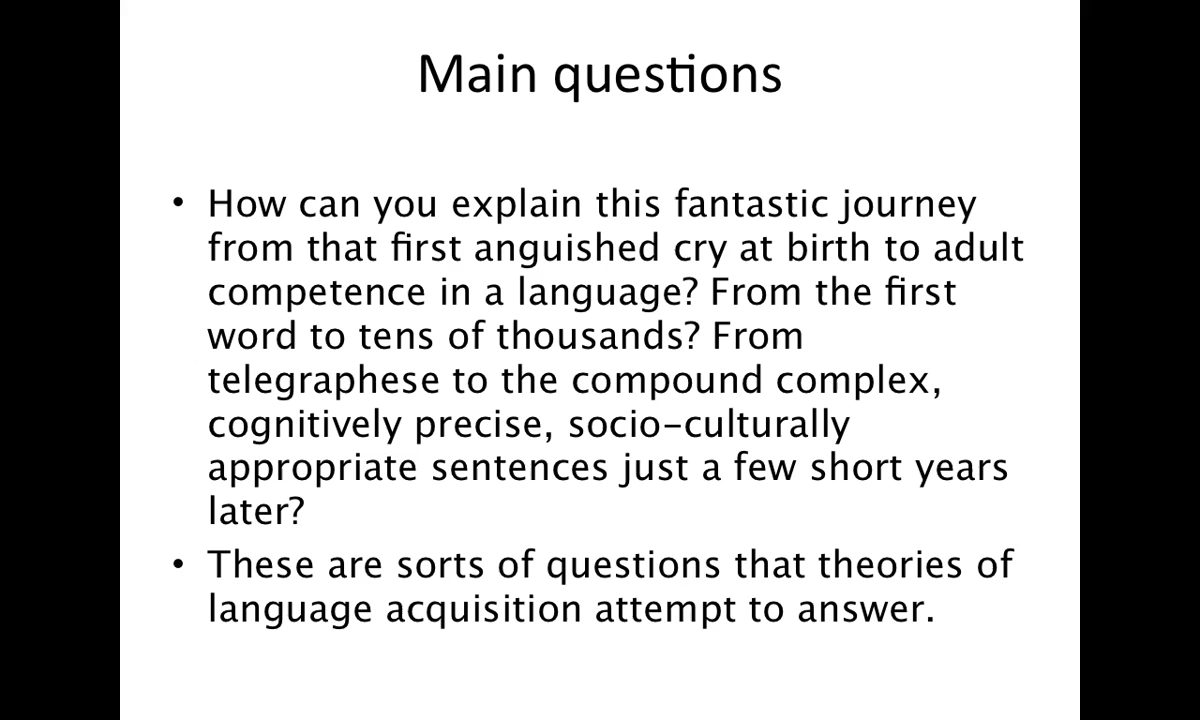 Main questions
• How can you explain this fantastic journey
from that first anguished cry at birth to adult
competence in a language? From the first
word to tens of thousands? From
telegraphese to the compound complex,
cognitively precise, socio-culturally
appropriate sentences just a few short years
later?
• These are sorts of questions that theories of
language acquisition attempt to answer.